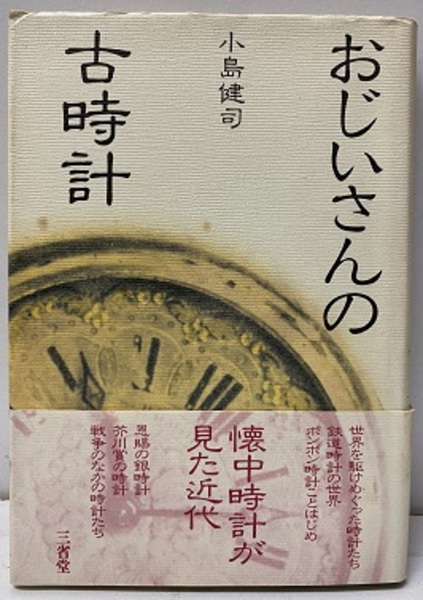 おじいさんの
古時計
小島健司
世界を駆けめぐった時計たち
鉄道時計の世界
ボンボン時計ことはじめ
懐中時計が
見た近代
恩賜の銀時計
芥川賞の時計
戦争のなかの時計たち
三省堂